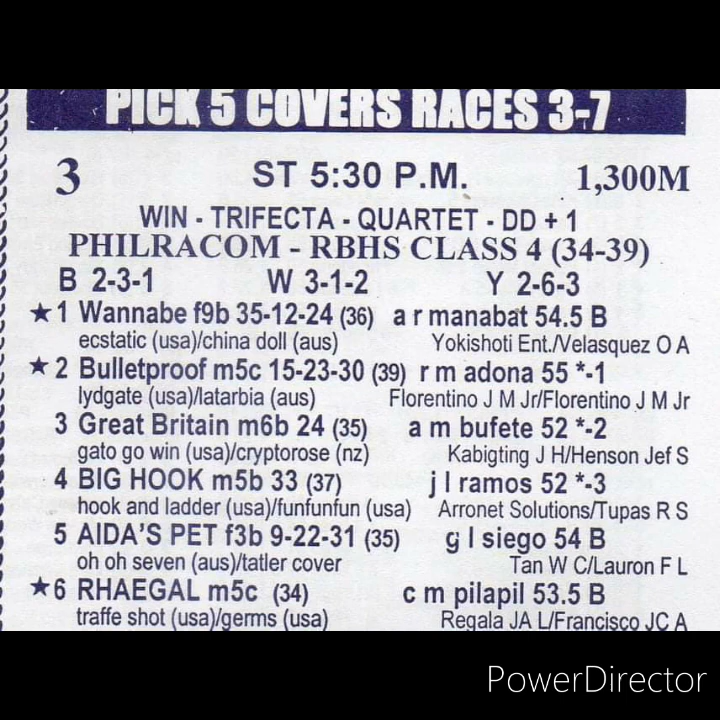 PICK 5 COVERS RACES 3-7
3 ST 5:30 P.M. 1,300M
WIN - TRIFECTA - QUARTET - DD + 1
PHILRACOM - RBHS CLASS 4 (34-39)
B 2-3-1 W 3-1-2 Y 2-6-3
★1 Wannabe f9b 35-12-24 (36) a r manabat 54.5 B
ecstatic (usa)/china doll (aus) Yokishoti Ent./Velasquez O A
★2 Bulletproof m5c 15-23-30 (39) r m adona 55 *-1
lydgate (usa)/latarbia (aus) Florentino J M Jr/Florentino J M Jr
3 Great Britain m6b 24 (35) a m bufete 52 *-2
gato go win (usa)/cryptorose (nz) Kabigting J H/Henson Jef S
4 BIG HOOK m5b 33 (37) j l ramos 52 *-3
hook and ladder (usa)/funfunfun (usa) Arronet Solutions/Tupas R S
5 AIDA'S PET f3b 9-22-31 (35) g l siego 54 B
oh oh seven (aus)/tatler cover Tan W C/Lauron F L
★6 RHAEGAL m5c (34) c m pilapil 53.5 B
traffe shot (usa)/germs (usa) Regala JA L/Francisco JC A
PowerDirector